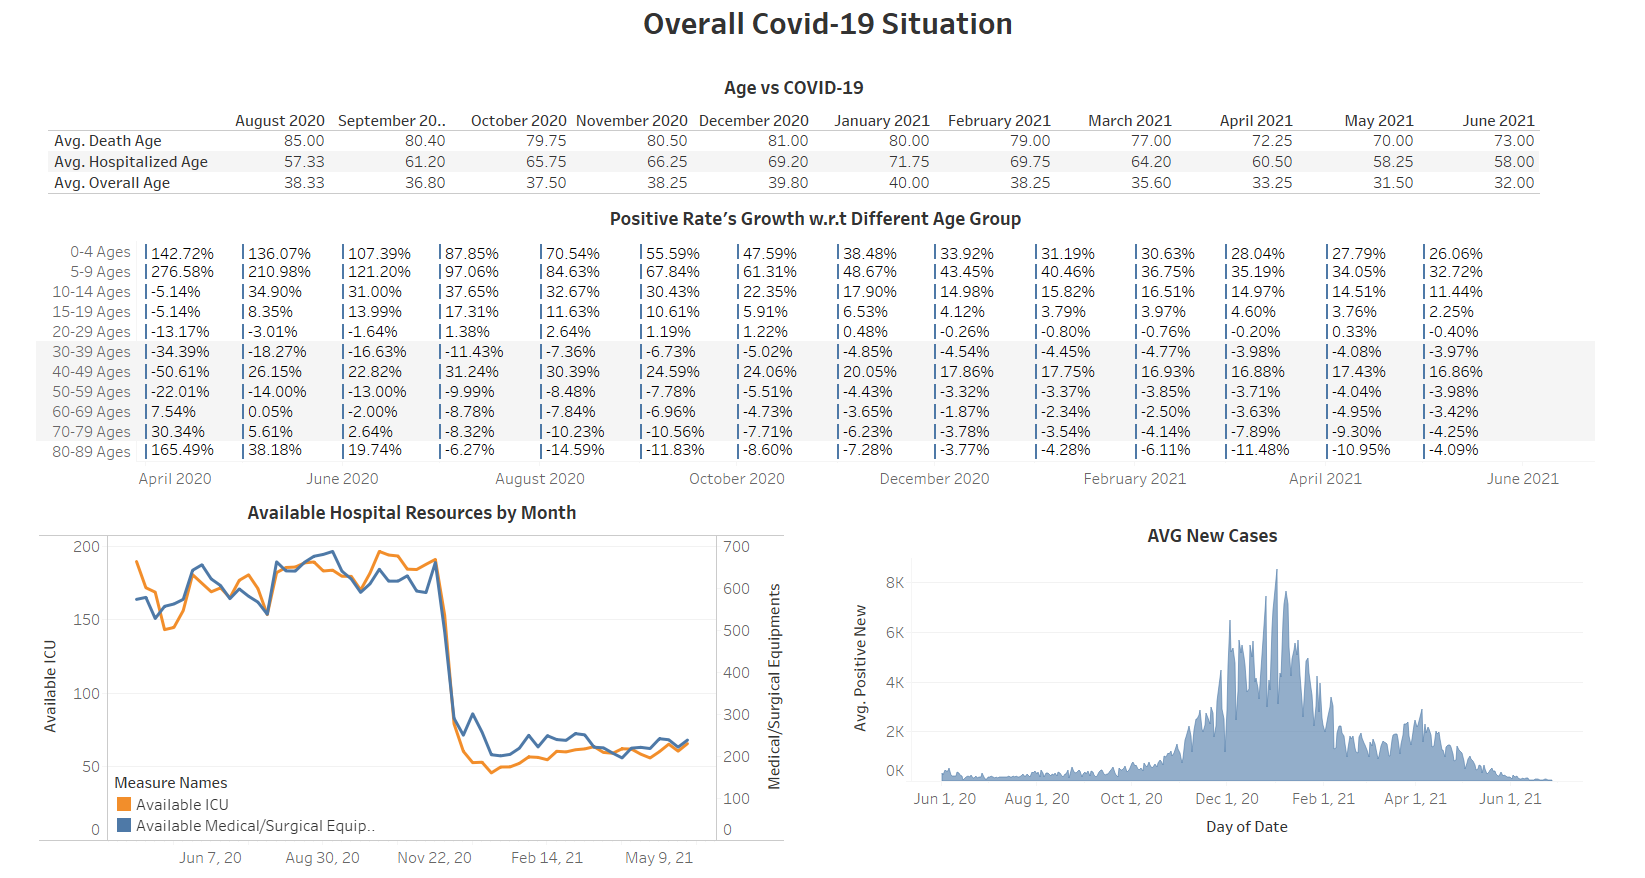 Overall Covid-19 Situation
Age vs COVID-19
August 2020 September 20.. October 2020 November 2020 December 2020 January 2021 February 2021 March 2021 April 2021 May 2021 June 2021
Avg. Death Age 85.00 80.40 79.75 80.50 81.00 80.00 79.00 77.00 72.25 70.00 73.00
Avg. Hospitalized Age 57.33 61.20 65.75 66.25 69.20 71.75 69.75 64.20 60.50 58.25 58.00
Avg. Overall Age 38.33 36.80 37.50 38.25 39.80 40.00 38.25 35.60 33.25 31.50 32.00
Positive Rate's Growth w.r.t Different Age Group
0-4 Ages 142.72% 136.07% 107.39% 87.85% 70.54% 55.59% 47.59% 38.48% 33.92% 31.19% 30.63% 28.04% 27.79% 26.06%
5-9 Ages 276.58% 210.98% 121.20% 97.06% 84.63% 67.84% 61.31% 48.67% 43.45% 40.46% 36.75% 35.19% 34.05% 32.72%
10-14 Ages -5.14% 34.90% 31.00% 37.65% 32.67% 30.43% 22.35% 17.90% 14.98% 15.82% 16.51% 14.97% 14.51% 11.44%
15-19 Ages -5.14% 8.35% 13.99% 17.31% 11.63% 10.61% 5.91% 6.53% 4.12% 3.79% 3.97% 4.60% 3.76% 2.25%
20-29 Ages -13.17% -3.01% -1.64% 1.38% 2.64% 1.19% 1.22% 0.48% -0.26% -0.80% -0.76% -0.20% 0.33% -0.40%
30-39 Ages -34.39% -18.27% -16.63% -11.43% -7.36% -6.73% -5.02% -4.85% -4.54% -4.45% -4.77% -3.98% -4.08% -3.97%
40-49 Ages -50.61% 26.15% 22.82% 31.24% 30.39% 24.59% 24.06% 20.05% 17.86% 17.75% 16.93% 16.88% 17.43% 16.86%
50-59 Ages -22.01% -14.00% -13.00% -9.99% -8.48% -7.78% -5.51% -4.43% -3.32% -3.37% -3.85% -3.71% -4.04% -3.98%
60-69 Ages 7.54% 0.05% -2.00% -8.78% -7.84% -6.96% -4.73% -3.65% -1.87% -2.34% -2.50% -3.63% -4.95% -3.42%
70-79 Ages 30.34% 5.61% 2.64% -8.32% -10.23% -10.56% -7.71% -6.23% -3.78% -3.54% -4.14% -7.89% -9.30% -4.25%
80-89 Ages 165.49% 38.18% 19.74% -6.27% -14.59% -11.83% -8.60% -7.28% -3.77% -4.28% -6.11% -11.48% -10.95% -4.09%
April 2020 June 2020 August 2020 October 2020 December 2020 February 2021 April 2021 June 2021
Available Hospital Resources by Month
200
150
100
50
0
Available ICU
700
600
500
400
300
200
100
0
Medical/Surgical Equipments
Measure Names
Available ICU
Available Medical/Surgical Equip..
Jun 7, 20 Aug 30, 20 Nov 22, 20 Feb 14, 21 May 9, 21
AVG New Cases
Avg. Positive New
8K
6K
4K
2K
0K
Jun 1, 20 Aug 1, 20 Oct 1, 20 Dec 1, 20 Feb 1, 21 Apr 1, 21 Jun 1, 21
Day of Date